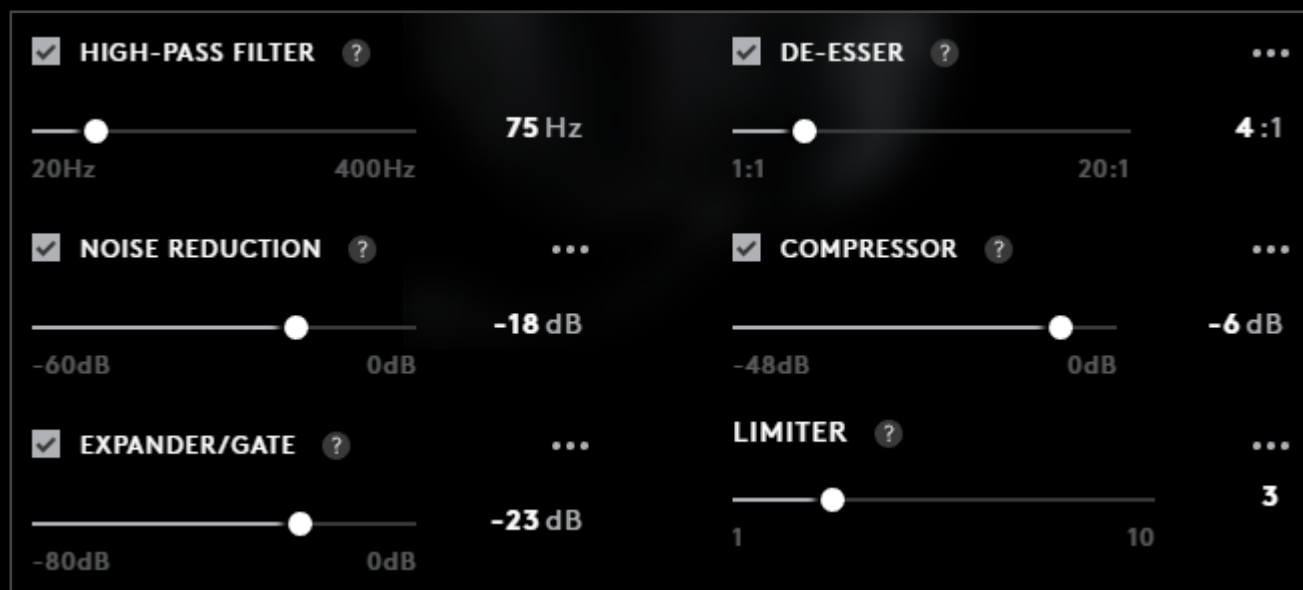 HIGH-PASS FILTER ?
75 Hz
20Hz 400Hz
NOISE REDUCTION ?
-18 dB
-60dB 0dB
EXPANDER/GATE ?
-23 dB
-80dB 0dB
DE-ESSER ?
4:1
1:1 20:1
COMPRESSOR ?
-6 dB
-48dB 0dB
LIMITER ?
3
1 10